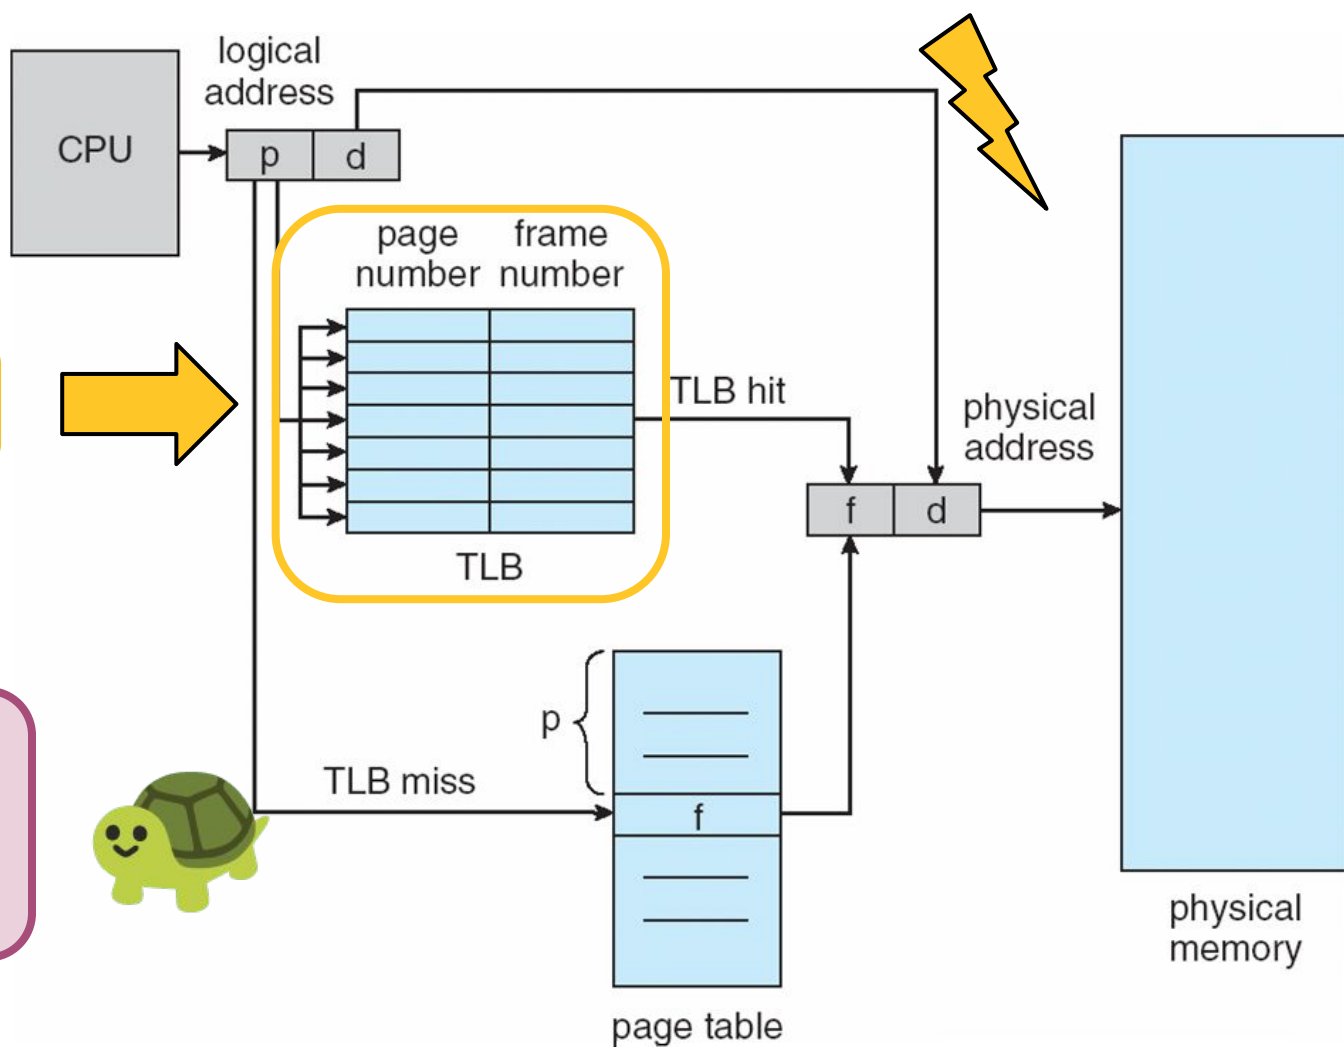 logical
address
CPU
p
d
page
number
frame
number
TLB hit
physical
address
f
d
TLB
p
TLB miss
f
physical
memory
page table